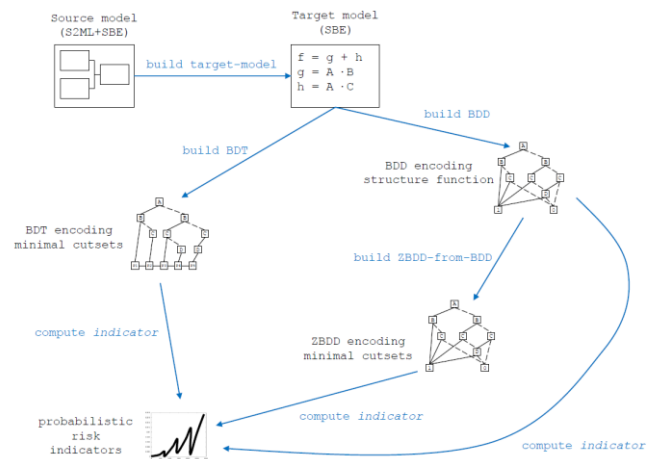 Source model
(S2ML+SBE)
Target model
(SBE)
f = g + h
g = A · B
h = A · C
build target-model
build BDD
build BDT
BDD encoding
structure function
BDT encoding
minimal cutsets
build ZBDD-from-BDD
compute indicator
ZBDD encoding
minimal cutsets
probabilistic
risk
indicators
compute indicator
compute indicator